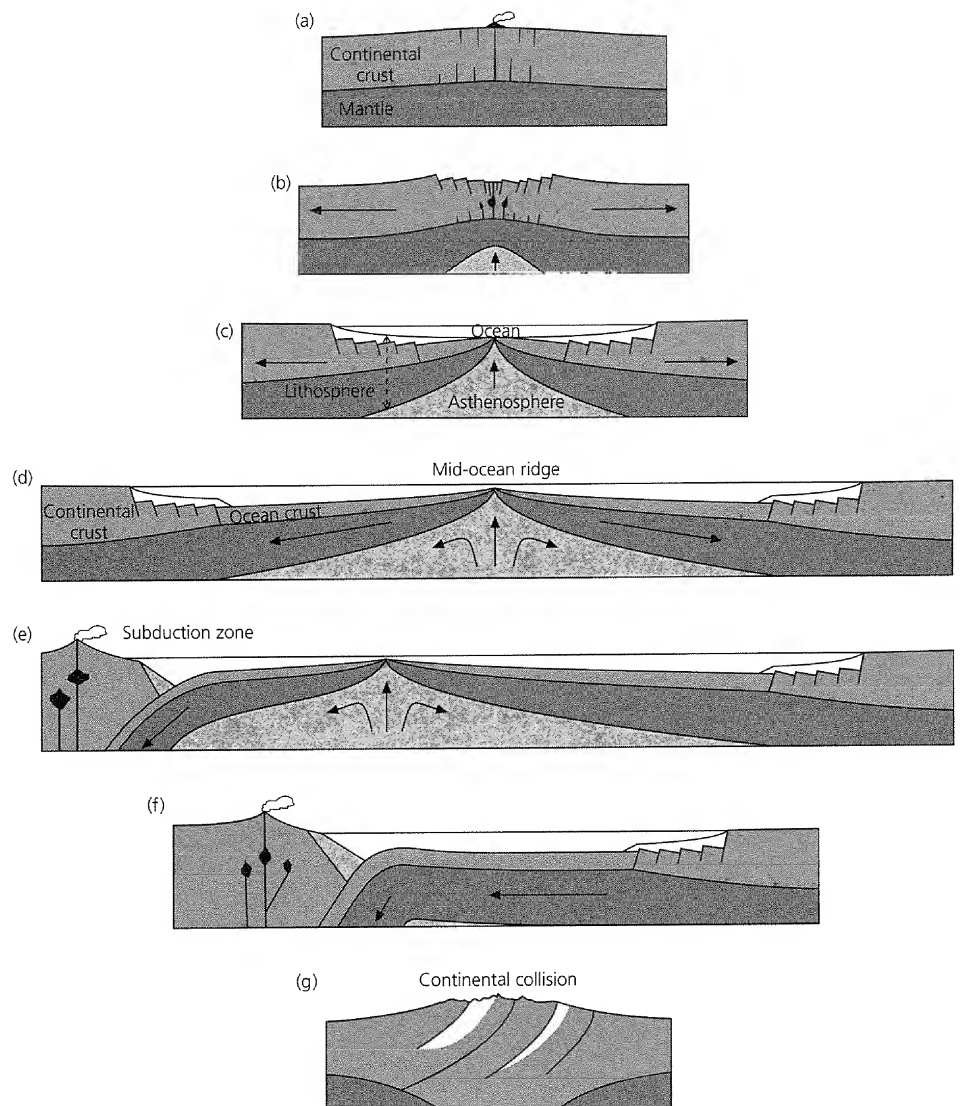 (a)
Continental
crust
Mantle
(b)
(c)
Ocean
Lithosphere
Asthenosphere
(d)
Mid-ocean ridge
Continental
crust
Ocean crust
(e)
Subduction zone
(f)
(g)
Continental collision